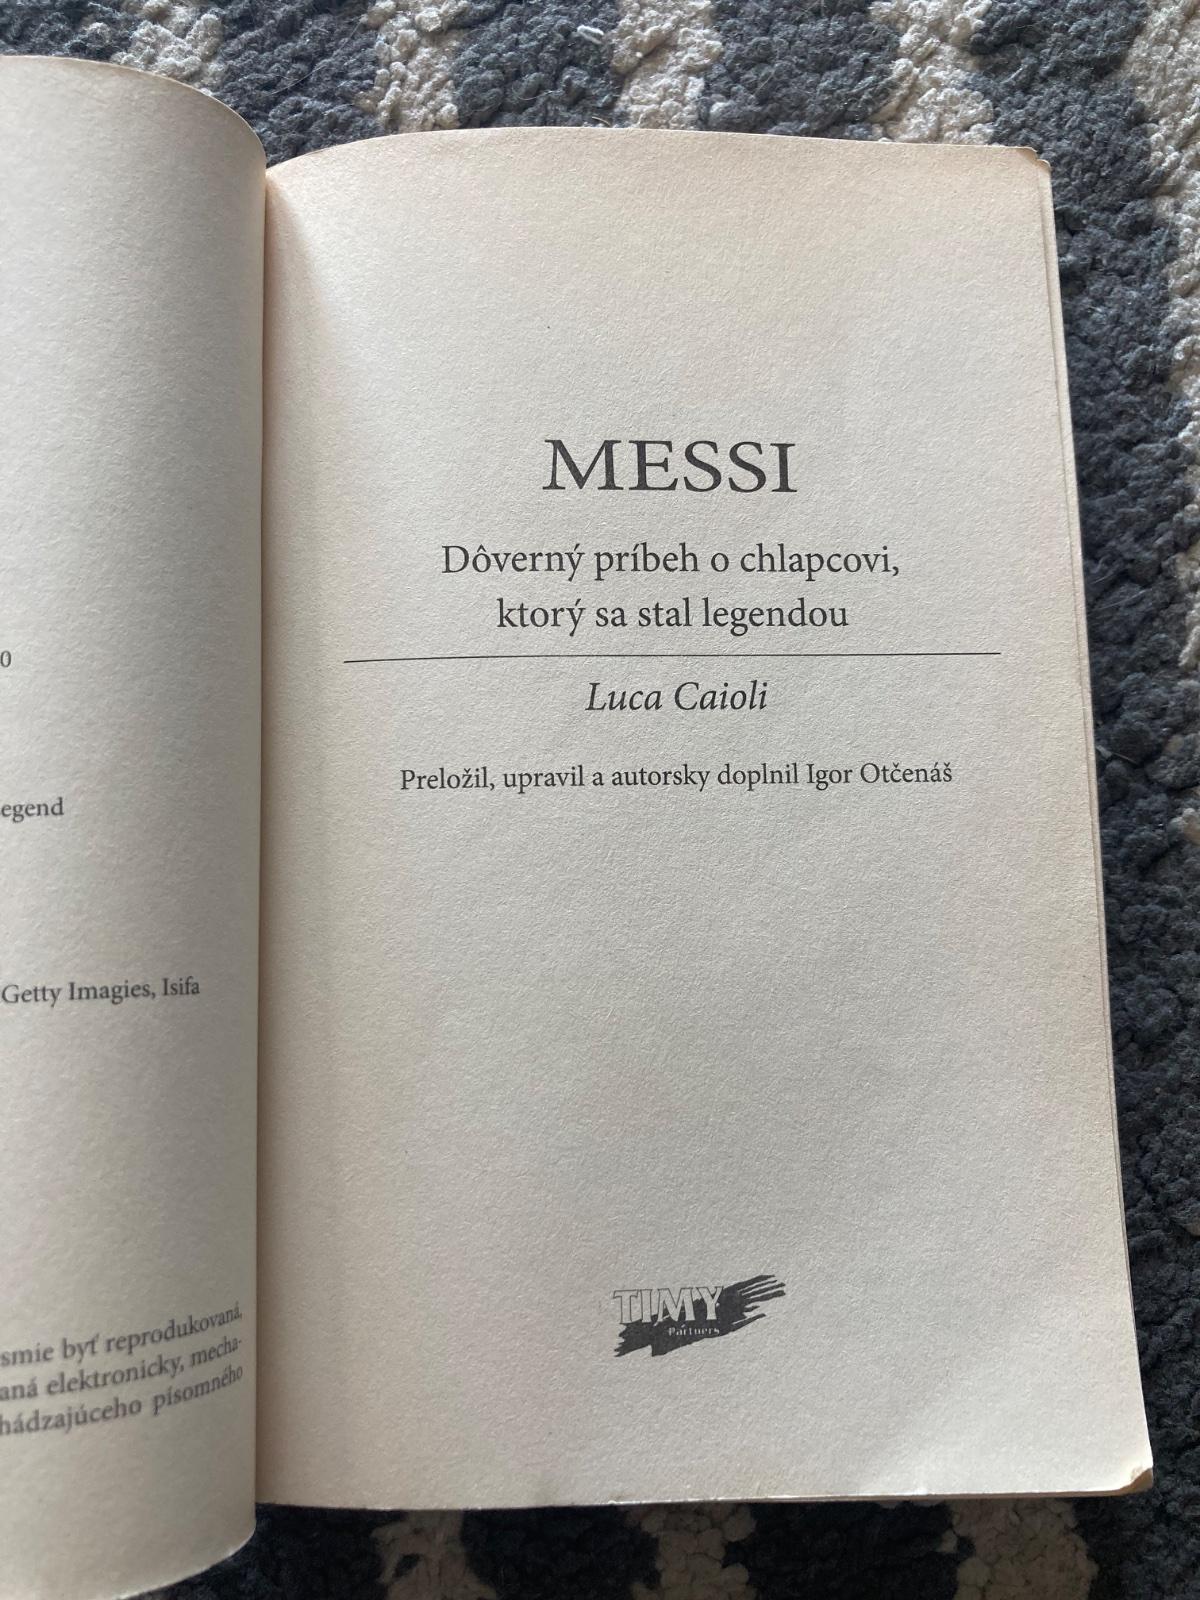 0
egend
Getty Imagies, Isifa
smie byť reprodukovaná,
aná elektronicky, mecha-
hádzajúceho písomného
MESSI
Dôverný príbeh o chlapcovi,
ktorý sa stal legendou
Luca Caioli
Preložil, upravil a autorsky doplnil Igor Otčenáš
TIMY
Partners